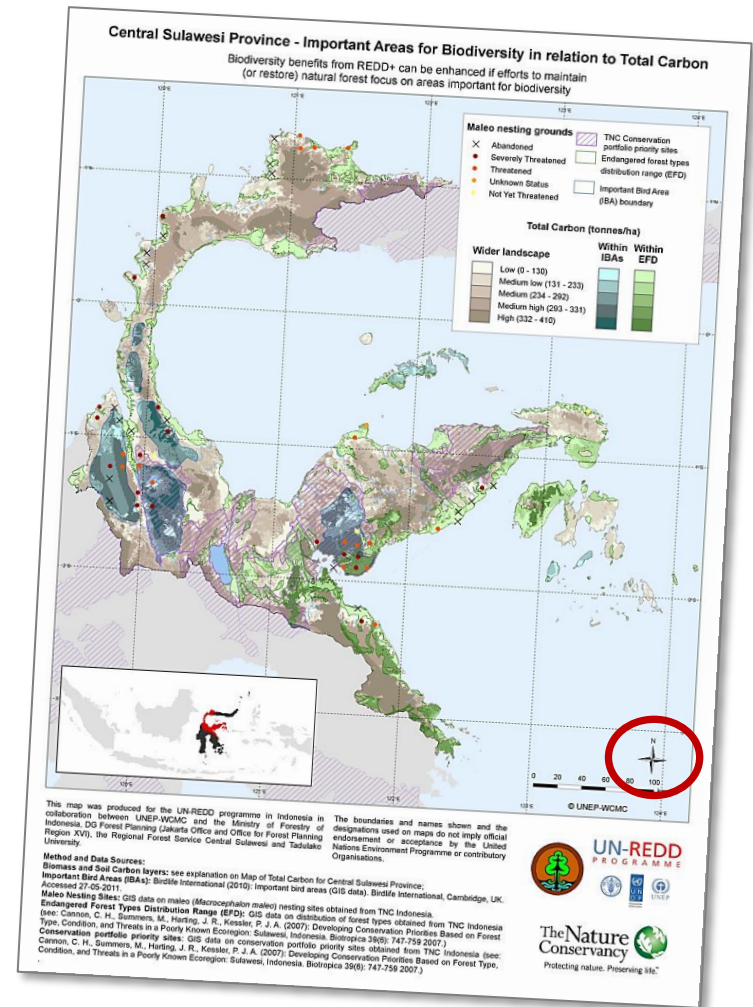 Central Sulawesi Province - Important Areas for Biodiversity in relation to Total Carbon
Biodiversity benefits from REDD+ can be enhanced if efforts to maintain
(or restore) natural forest focus on areas important for biodiversity
120°E
121°E
122°E
123°E
124°E
Maleo nesting grounds
Abandoned
Severely Threatened
Threatened
Unknown Status
Not Yet Threatened
TNC Conservation
portfolio priority sites
Endangered forest types
distribution range (EFD)
Important Bird Area
(IBA) boundary
Total Carbon (tonnes/ha)
Wider landscape
Within
IBAs
Within
EFD
Low (0 - 130)
Medium low (131 - 233)
Medium (234 - 292)
Medium high (293 - 331)
High (332 - 410)
N
0 20 40 60 80 100
120°E
121°E
122°E
123°E
124°E
© UNEP-WCMC
This map was produced for the UN-REDD programme in Indonesia in
collaboration between UNEP-WCMC and the Ministry of Forestry of
Indonesia, DG Forest Planning (Jakarta Office and Office for Forest Planning
Region XVI), the Regional Forest Service Central Sulawesi and Tadulako
University.
The boundaries and names shown and the
designations used on maps do not imply official
endorsement or acceptance by the United
Nations Environment Programme or contributory
Organisations.
Method and Data Sources:
Biomass and Soil Carbon layers: see explanation on Map of Total Carbon for Central Sulawesi Province;
Important Bird Areas (IBAs): Birdlife International (2010): Important bird areas (GIS data). Birdlife International, Cambridge, UK.
Accessed 27-05-2011.
Maleo Nesting Sites: GIS data on maleo (Macrocephalon maleo) nesting sites obtained from TNC Indonesia.
Endangered Forest Types Distribution Range (EFD): GIS data on distribution of forest types obtained from TNC Indonesia
(see: Cannon, C. H., Summers, M., Harting, J. R., Kessler, P. J. A. (2007): Developing Conservation Priorities Based on Forest
Type, Condition, and Threats in a Poorly Known Ecoregion: Sulawesi, Indonesia. Biotropica 39(6): 747-759 2007.)
Conservation portfolio priority sites: GIS data on conservation portfolio priority sites obtained from TNC Indonesia (see:
Cannon, C. H., Summers, M., Harting, J. R., Kessler, P. J. A. (2007): Developing Conservation Priorities Based on Forest Type,
Condition, and Threats in a Poorly Known Ecoregion: Sulawesi, Indonesia. Biotropica 39(6): 747-759 2007.)
UN-REDD
PROGRAMME
UNEP
The Nature
Conservancy
Protecting nature. Preserving life.™